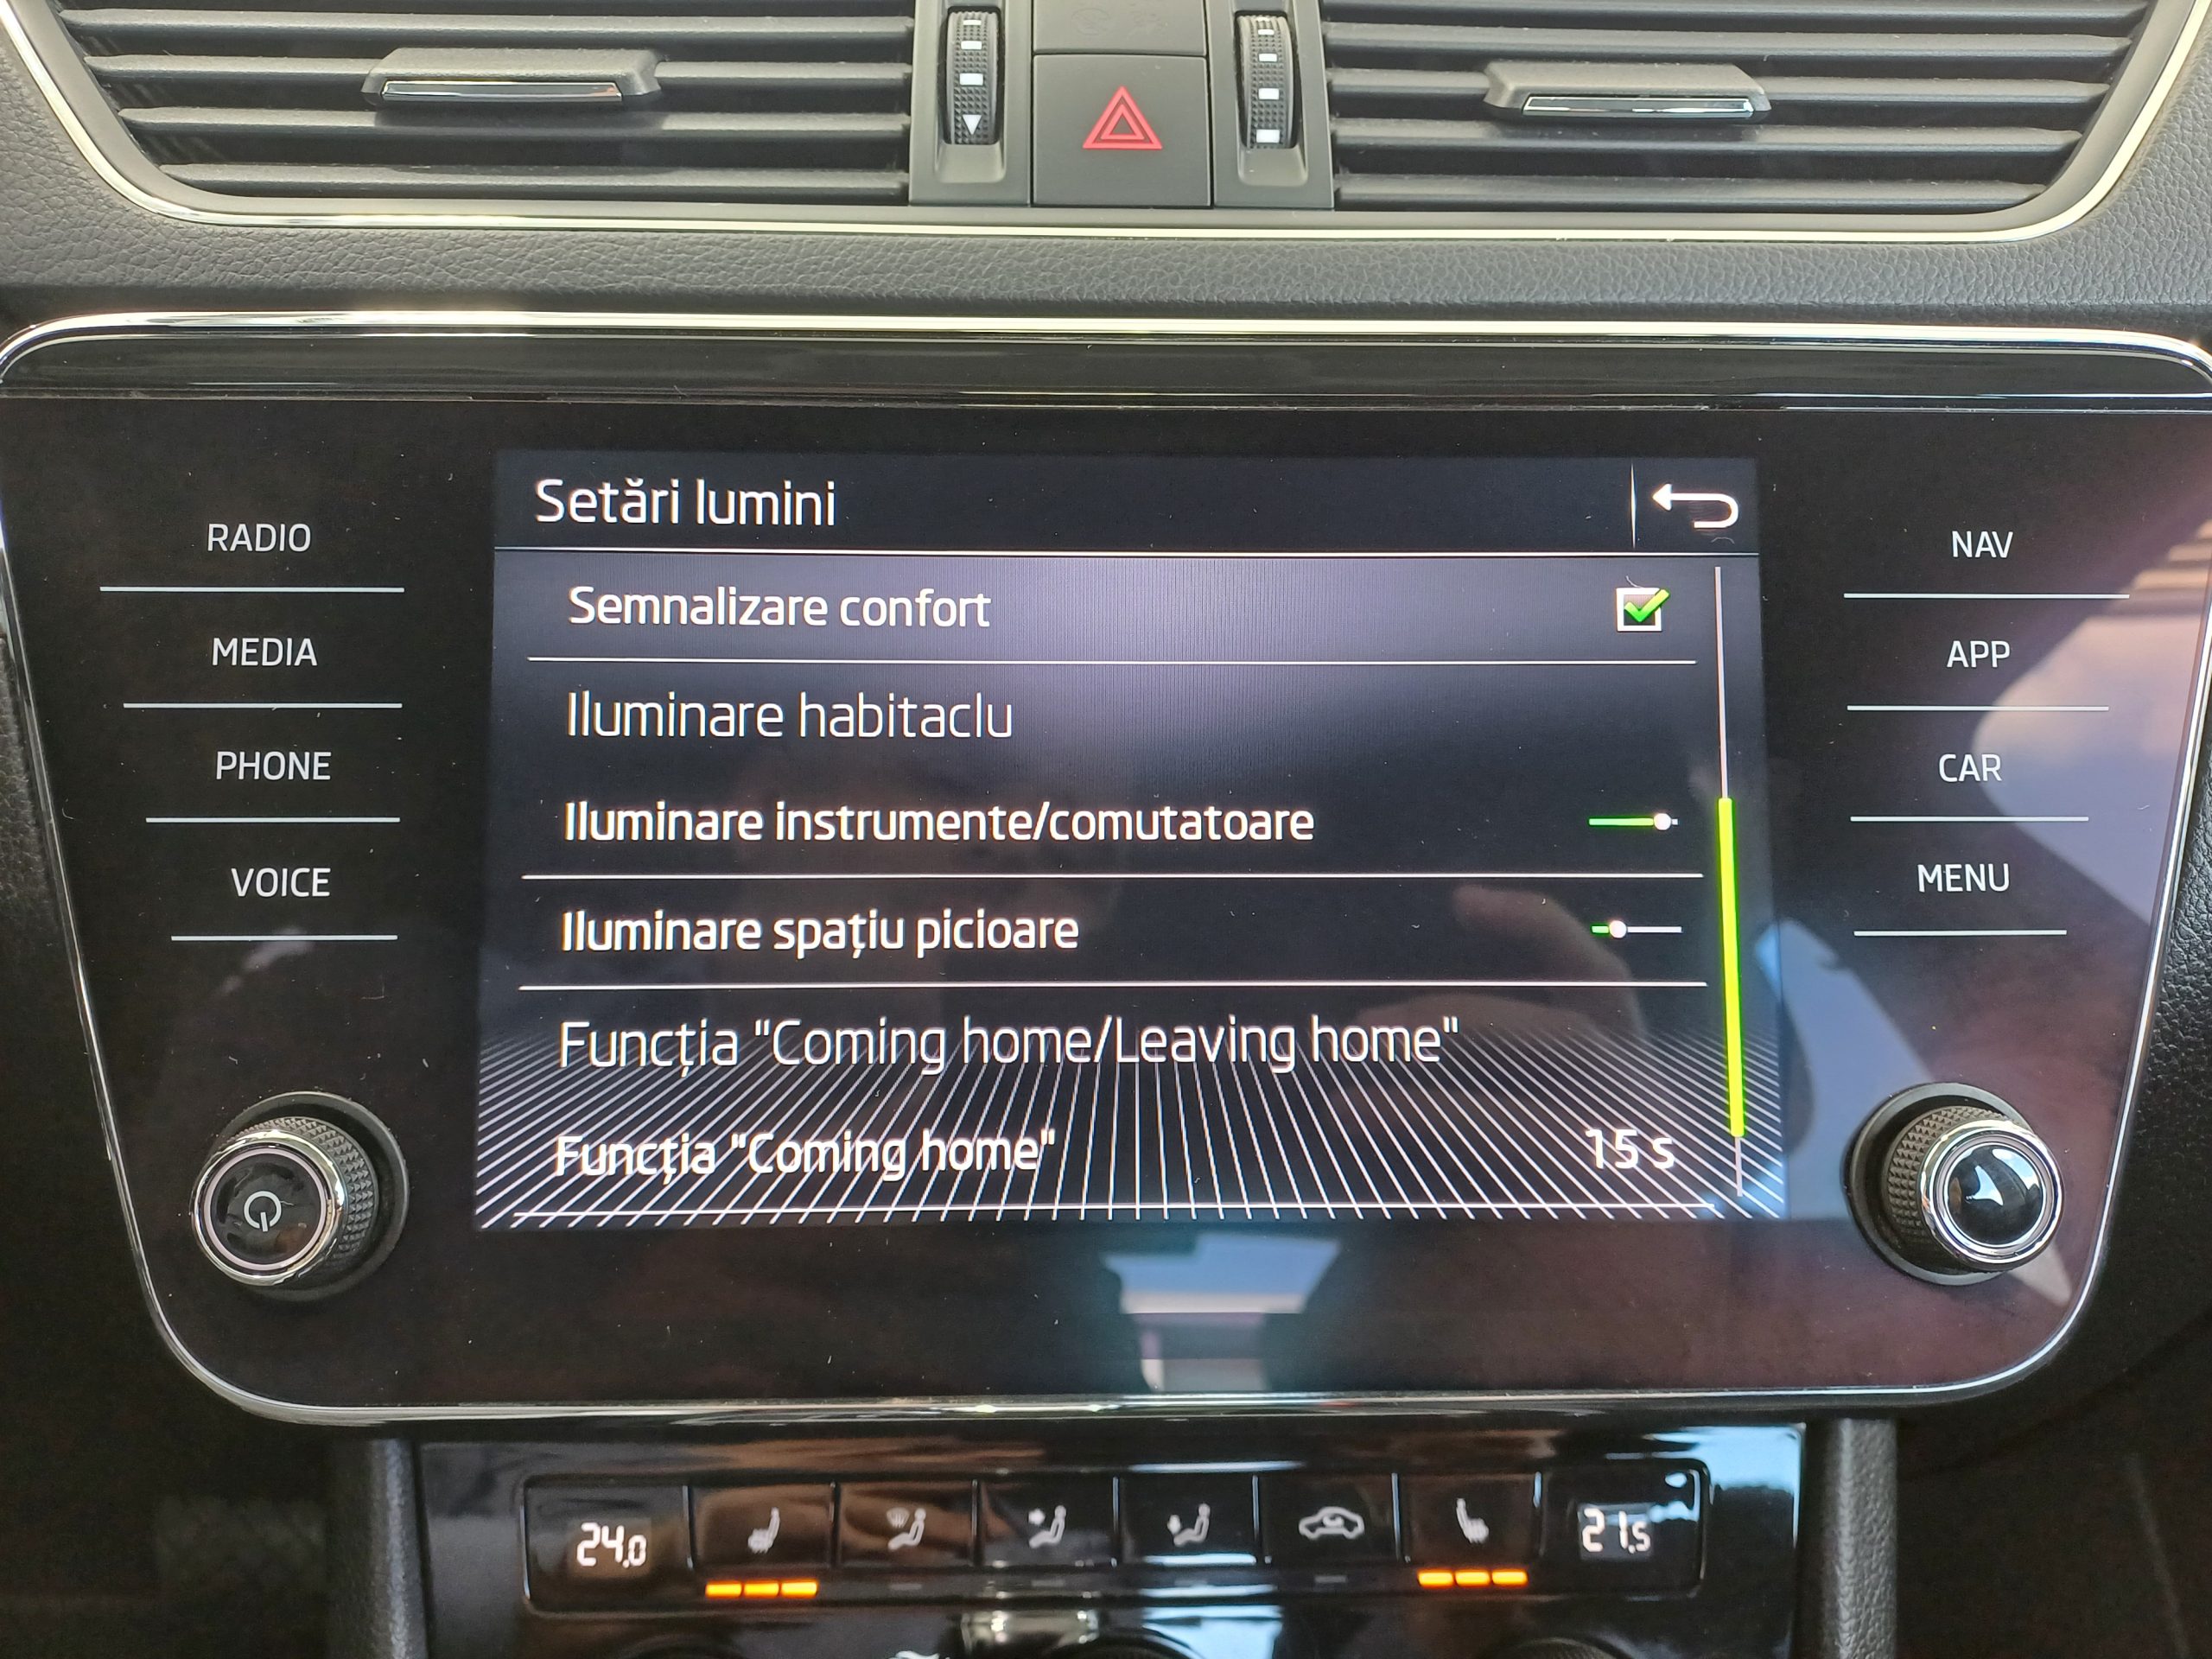 Setări lumini
RADIO
MEDIA
PHONE
VOICE
Semnalizare confort
Iluminare habitaclu
Iluminare instrumente/comutatoare
Iluminare spațiu picioare
Funcția "Coming home/Leaving home"
Funcția "Coming home" 15 s
NAV
APP
CAR
MENU
24.0
21.5